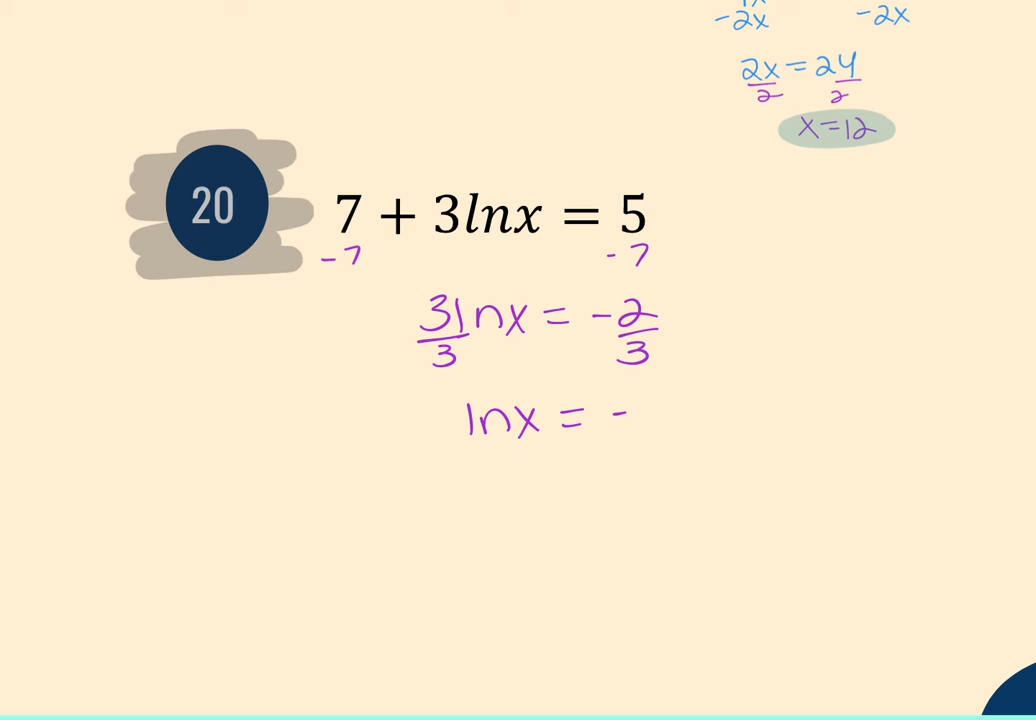 -2x -2x
2x = 24
2 2
x = 12
20
7 + 3lnx = 5
-7 -7
3lnx = -2
3 3
lnx = -